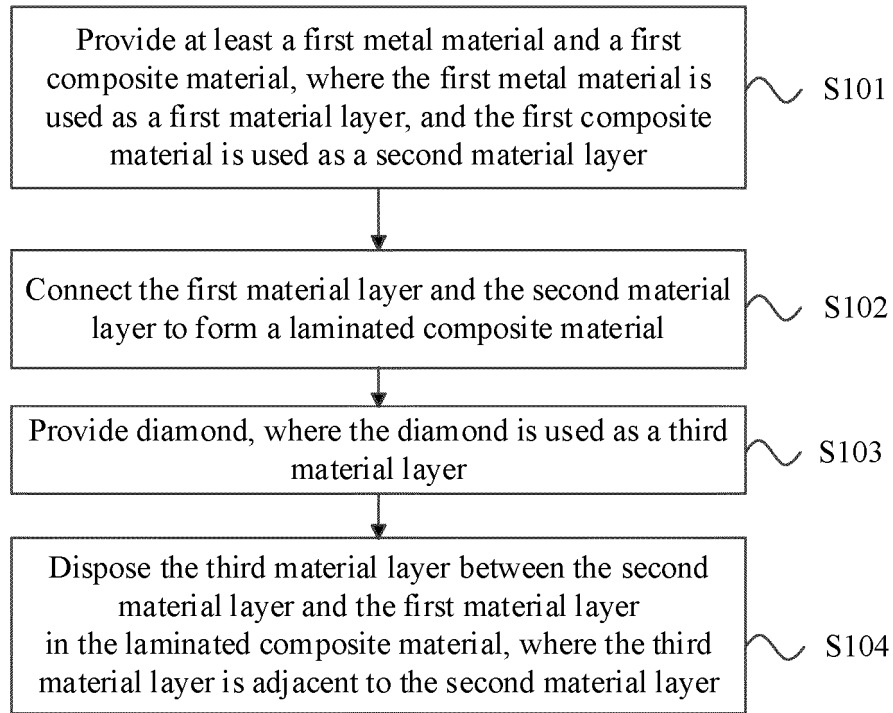 Provide at least a first metal material and a first
composite material, where the first metal material is
used as a first material layer, and the first composite
material is used as a second material layer
S101
Connect the first material layer and the second material
layer to form a laminated composite material
S102
Provide diamond, where the diamond is used as a third
material layer
S103
Dispose the third material layer between the second
material layer and the first material layer
in the laminated composite material, where the third
material layer is adjacent to the second material layer
S104